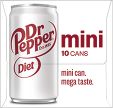 Dr Pepper
Diet
mini
10 CANS
mini can.
mega taste.